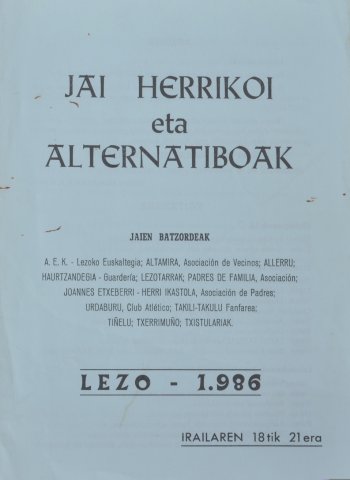 JAI HERRIKOI
eta
ALTERNATIBOAK
JAIEN BATZORDEAK
A. E. K. - Lezoko Euskaltegia; ALTAMIRA, Asociación de Vecinos; ALLERRU;
HAURTZANDEGIA - Guardería; LEZOTARRAK; PADRES DE FAMILIA, Asociación;
JOANNES ETXEBERRI - HERRI IKASTOLA, Asociación de Padres;
URDABURU, Club Atlético; TAKILI-TAKULU Fanfarea;
TIÑELU; TXERRIMUÑO; TXISTULARIAK.
LEZO - 1.986
IRAILAREN 18tik 21era